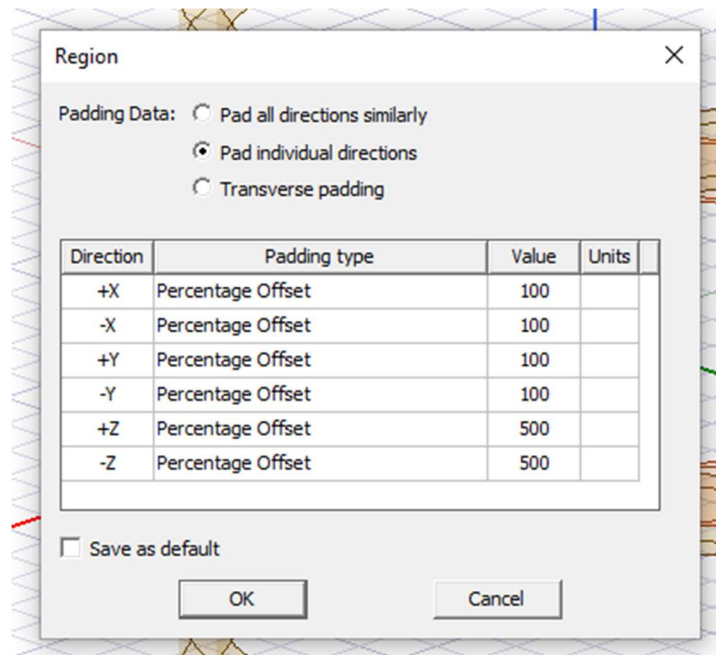 Region
Padding Data: Pad all directions similarly
Pad individual directions
Transverse padding
Direction Padding type Value Units
+X Percentage Offset 100
-X Percentage Offset 100
+Y Percentage Offset 100
-Y Percentage Offset 100
+Z Percentage Offset 500
-Z Percentage Offset 500
Save as default
OK Cancel